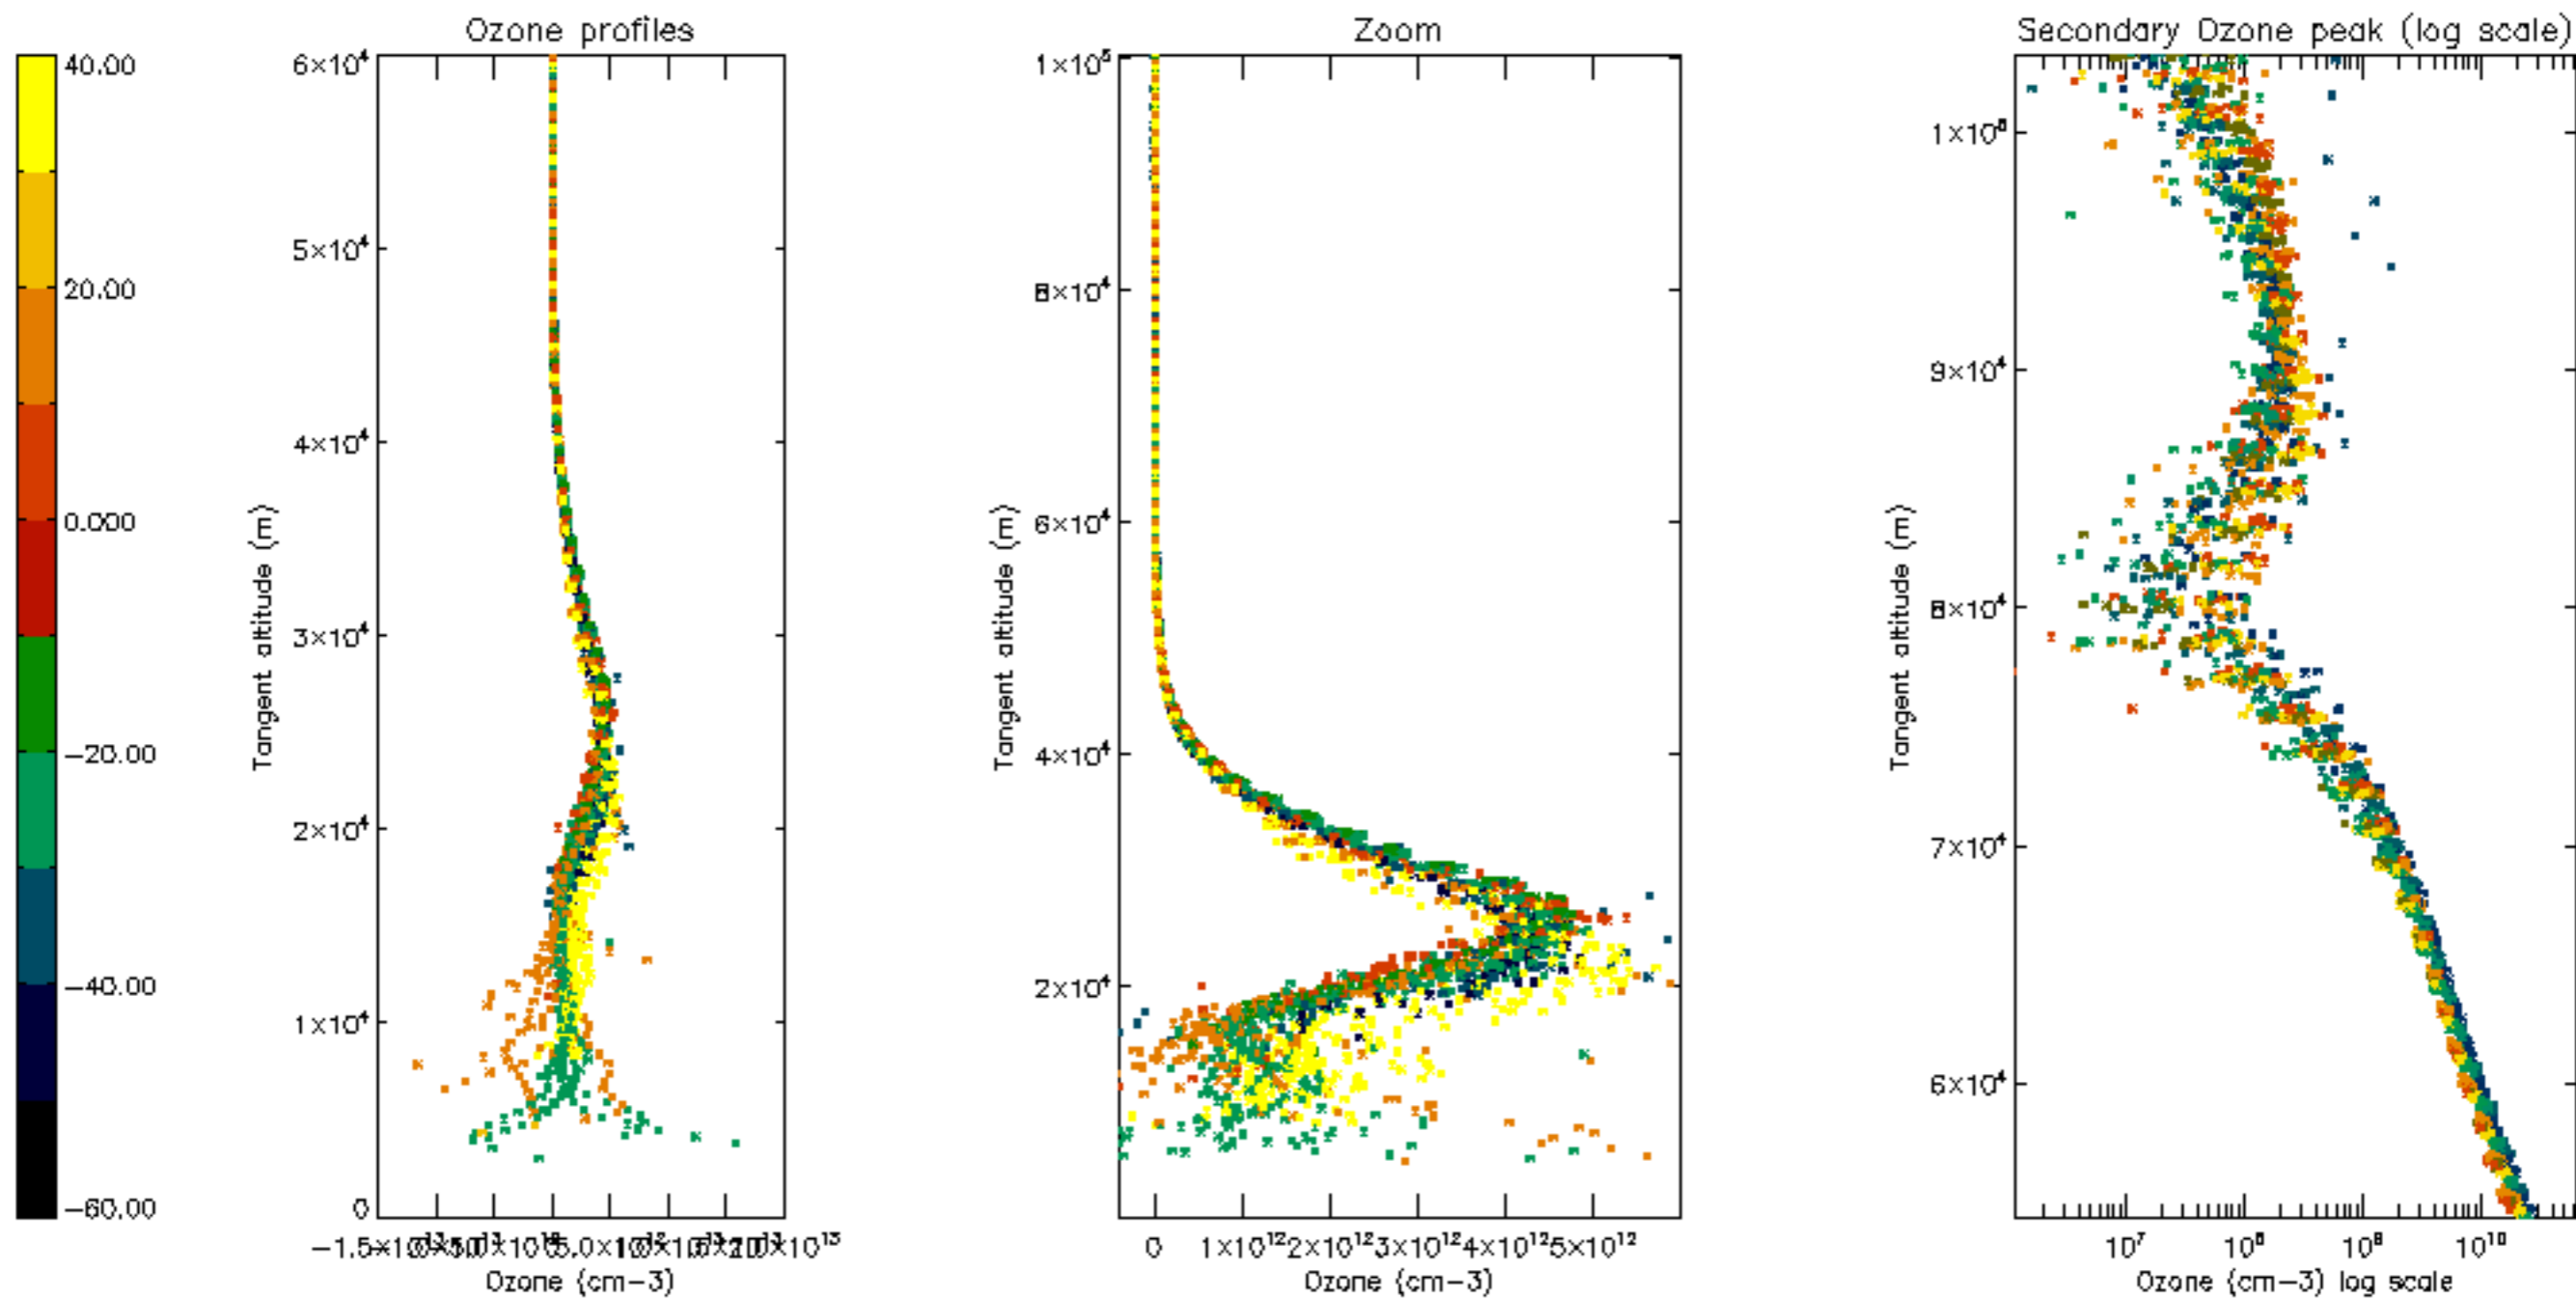 Ozone profiles
Zoom
Secondary Ozone peak (log scale)
40.00
20.00
0.000
−20.00
−40.00
−60.00
6×10⁴
5×10⁴
4×10⁴
3×10⁴
2×10⁴
1×10⁴
0
Tangent altitude (m)
Ozone (cm−3)
1×10⁵
8×10⁴
6×10⁴
4×10⁴
2×10⁴
Tangent altitude (m)
0 1×10¹² 2×10¹² 3×10¹² 4×10¹² 5×10¹²
Ozone (cm−3)
9×10⁴
8×10⁴
7×10⁴
6×10⁴
Tangent altitude (m)
10⁷ 10⁸ 10⁹ 10¹⁰
Ozone (cm−3) log scale